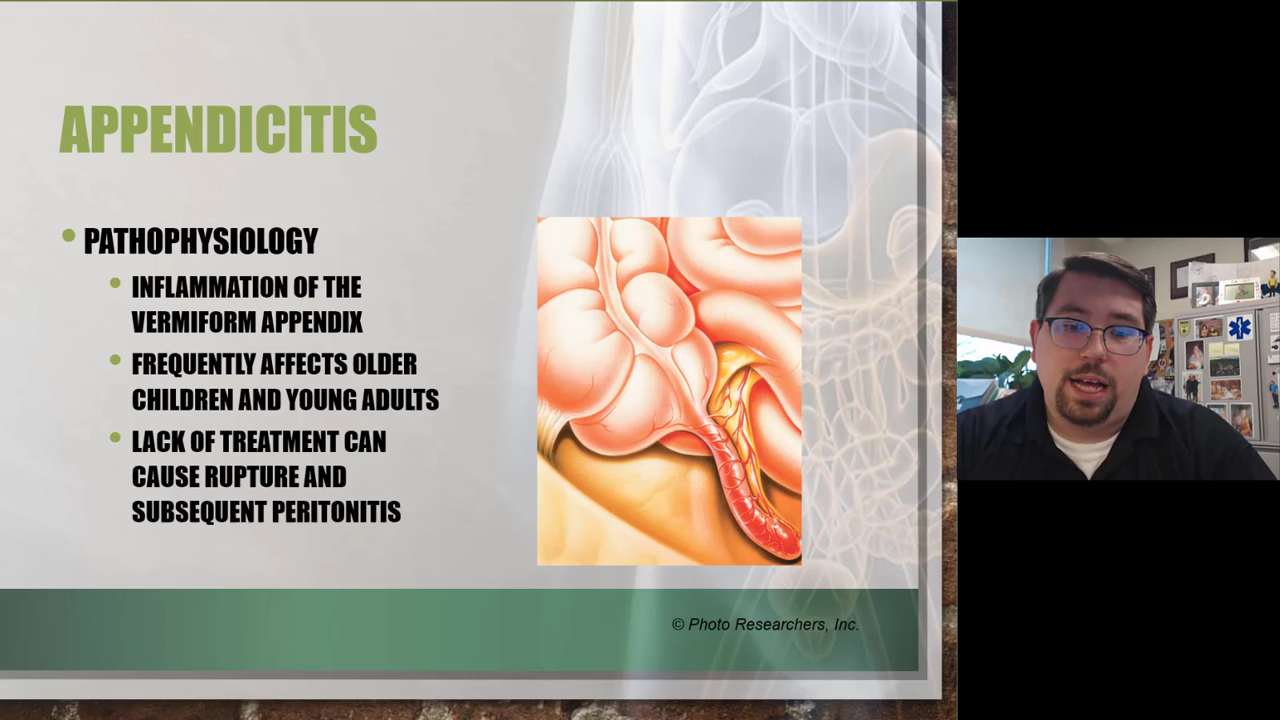 APPENDICITIS
PATHOPHYSIOLOGY
INFLAMMATION OF THE
VERMIFORM APPENDIX
FREQUENTLY AFFECTS OLDER
CHILDREN AND YOUNG ADULTS
LACK OF TREATMENT CAN
CAUSE RUPTURE AND
SUBSEQUENT PERITONITIS
© Photo Researchers, Inc.